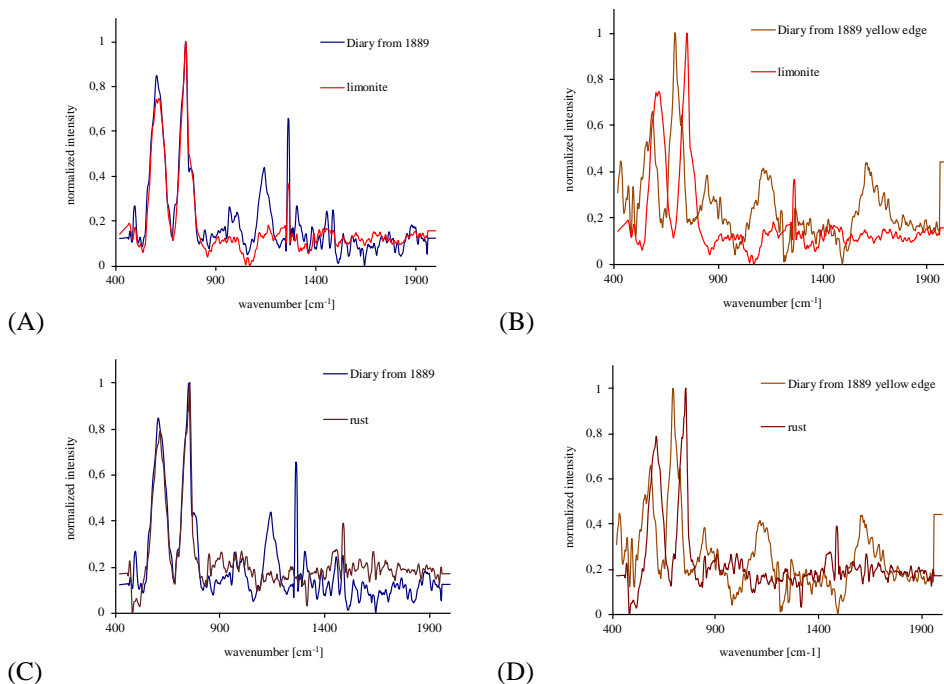 1
0,8
0,6
0,4
0,2
0
400
900
1400
1900
normalized intensity
wavenumber [cm-1]
Diary from 1889
limonite
(A)
1
0,8
0,6
0,4
0,2
0
400
900
1400
1900
normalized intensity
wavenumber [cm-1]
Diary from 1889 yellow edge
limonite
(B)
1
0,8
0,6
0,4
0,2
0
400
900
1400
1900
normalized intensity
wavenumber [cm-1]
Diary from 1889
rust
(C)
1
0,8
0,6
0,4
0,2
0
400
900
1400
1900
normalized intensity
wavenumber [cm-1]
Diary from 1889 yellow edge
rust
(D)